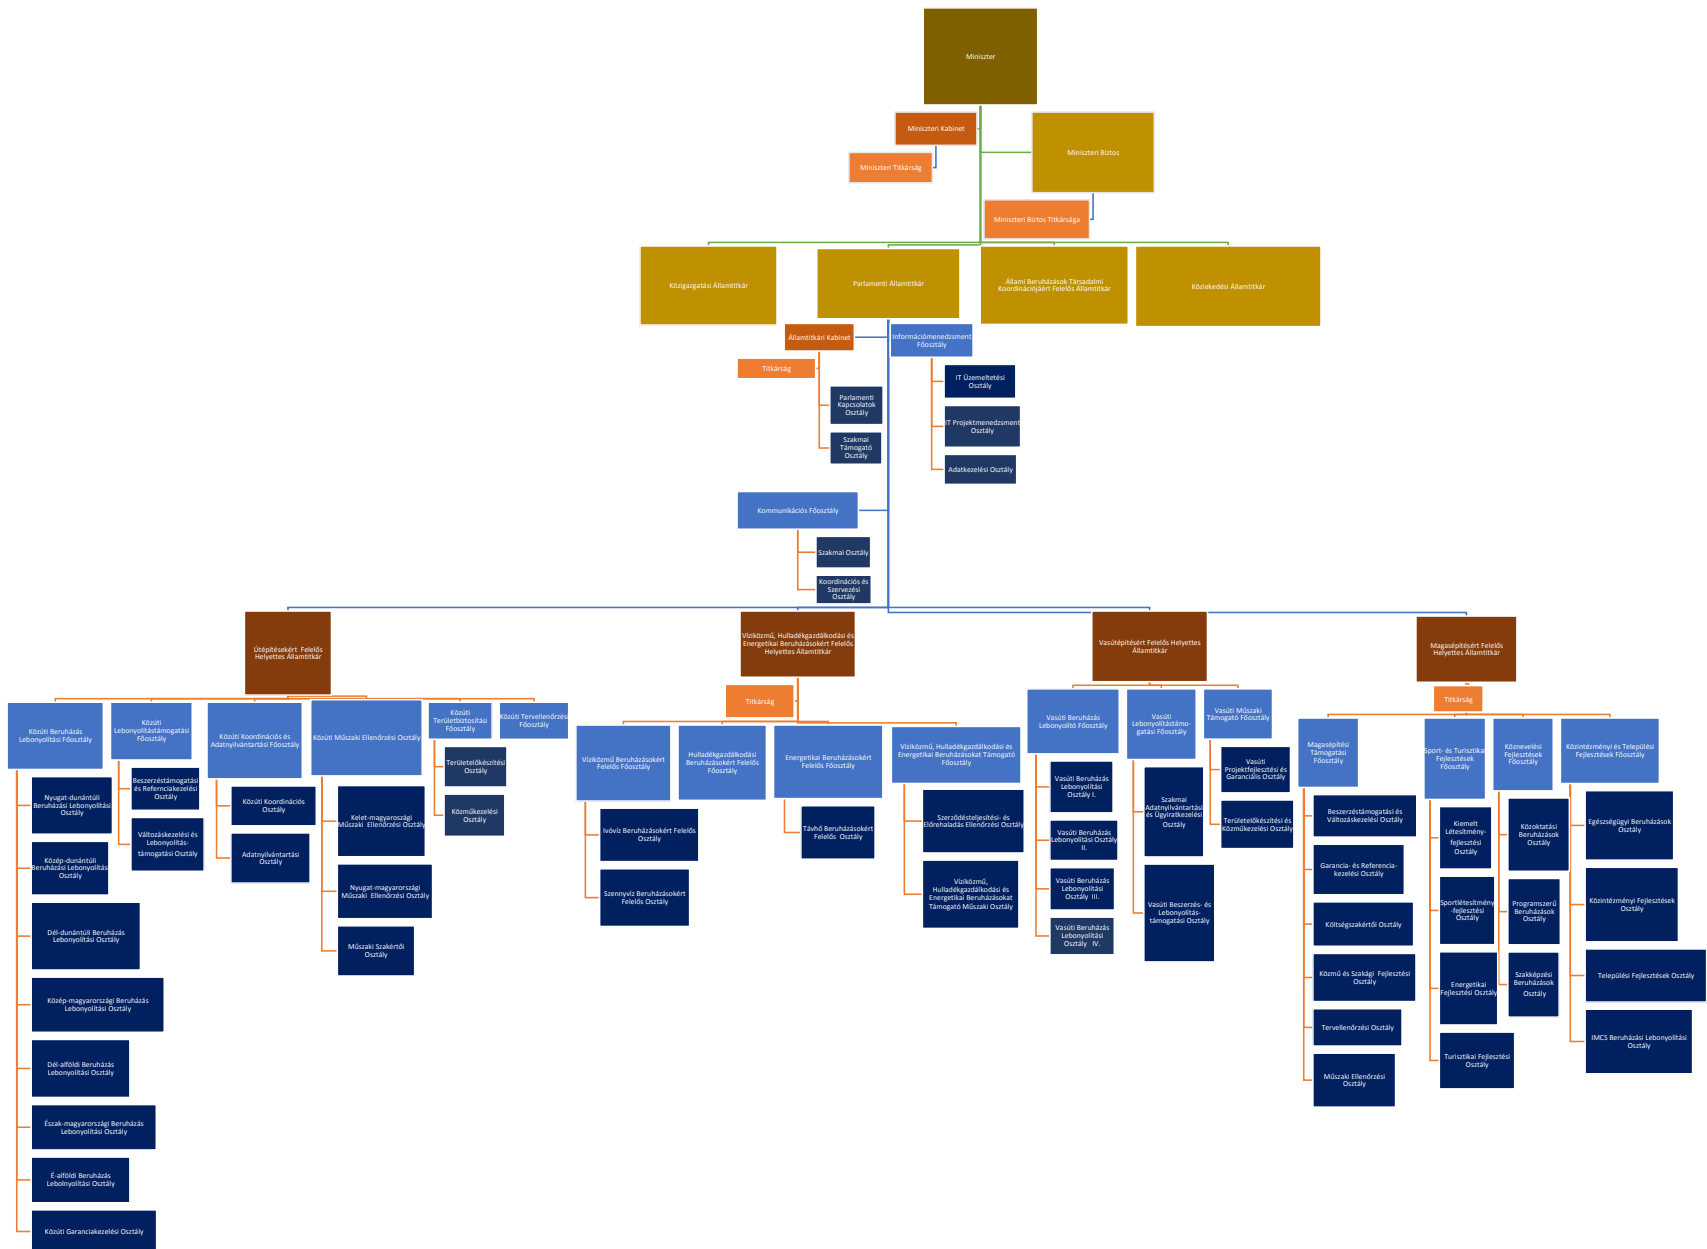 Miniszter
Miniszteri Kabinet
Miniszteri Biztos
Miniszteri Titkárság
Miniszteri Biztos Titkársága
Közigazgatási Államtitkár
Parlamenti Államtitkár
Állami Beruházások Társadalmi
Koordinációjáért Felelős Államtitkár
Közlekedési Államtitkár
Államtitkári Kabinet
Titkárság
Parlamenti
Kapcsolatok
Osztály
Szakmai
Támogató
Osztály
Információmenedzsment
Főosztály
IT Üzemeltetési
Osztály
IT Projektmenedzsment
Osztály
Adatkezelési Osztály
Kommunikációs Főosztály
Szakmai Osztály
Koordinációs és
Szervezési
Osztály
Útépítésekért  Felelős
Helyettes Államtitkár
Közúti Beruházás
Lebonyolítási Főosztály
Nyugat-dunántúli
Beruházási Lebonyolítási
Osztály
Közép-dunántúli
Beruházási Lebonyolítási
Osztály
Dél-dunántúli Beruházás
Lebonyolítási Osztály
Közép-magyarországi Beruházás
Lebonyolítási Osztály
Dél-alföldi Beruházás
Lebonyolítási Osztály
Észak-magyarországi Beruházás
Lebonyolítási Osztály
É-alföldi Beruházás
Lebolnyolítási Osztály
Közúti Garanciakezelési Osztály
Közúti
Lebonyolítástámogatási
Főosztály
Beszerzéstámogatási
és Refernciakezelési
Osztály
Változáskezelési és
Lebonyolítás-
támogatási Osztály
Közúti Koordinációs és
Adatnyilvántartási Főosztály
Közúti Koordinációs
Osztály
Adatnyilvántartási
Osztály
Közúti Műszaki Ellenőrzési Osztály
Kelet-magyarországi
Műszaki  Ellenőrzési Osztály
Nyugat-magyarországi
Műszaki  Ellenőrzési Osztály
Műszaki Szakértői
Osztály
Közúti
Területbiztosítási
Főosztály
Területelőkészítési
Osztály
Közműkezelési
Osztály
Közúti Tervellenőrzési
Főosztály
Víziközmű, Hulladékgazdálkodási és
Energetikai Beruházásokért Felelős
Helyettes Államtitkár
Titkárság
Víziközmű Beruházásokért
Felelős Főosztály
Ivóvíz Beruházásokért Felelős
Osztály
Szennyvíz Beruházásokért
Felelős Osztály
Hulladékgazdálkodási
Beruházásokért Felelős
Főosztály
Energetikai Beruházásokért
Felelős Főosztály
Távhő Beruházásokért
Felelős  Osztály
Víziközmű, Hulladékgazdálkodási és
Energetikai Beruházásokat Támogató
Főosztály
Szerződésteljesítési- és
Előrehaladás Ellenőrzési Osztály
Víziközmű,
Hulladékgazdálkodási és
Energetikai Beruházásokat
Támogató Műszaki Osztály
Vasútépítésért Felelős Helyettes
Államtitkár
Vasúti Beruházás
Lebonyolító Főosztály
Vasúti Beruházás
Lebonyolítási
Osztály I.
Vasúti Beruházás
Lebonyolítási Osztály
II.
Vasúti Beruházás
Lebonyolítási
Osztály  III.
Vasúti Beruházás
Lebonyolítási
Osztály   IV.
Vasúti
Lebonyolítástámo-
gatási Főosztály
Szakmai
Adatnyilvántartási
és Ügyiratkezelési
Osztály
Vasúti Beszerzés- és
Lebonyolítás-
támogatási Osztály
Vasúti Műszaki
Támogató Főosztály
Vasúti
Projektfejlesztési és
Garanciális Osztály
Területelőkészítési és
Közműkezelési Osztály
Magasépítésért Felelős
Helyettes Államtitkár
Titkárság
Magasépítési
Támogatási
Főosztály
Beszerzéstámogatási és
Változáskezelési Osztály
Garancia- és Referencia-
kezelési Osztály
Költségszakértői Osztály
Közmű és Szakági  Fejlesztési
Osztály
Tervellenőrzési Osztály
Műszaki Ellenőrzési
Osztály
Sport- és Turisztikai
Fejlesztések
Főosztály
Kiemelt
Létesítmény-
fejlesztési
Osztály
Sportlétesítmény
-fejlesztési
Osztály
Energetikai
Fejlesztési Osztály
Turisztikai Fejlesztési
Osztály
Köznevelési
Fejlesztések
Főosztály
Közoktatási
Beruházások
Osztály
Programszerű
Beruházások
Osztály
Szakképzési
Beruházások
Osztály
Közintézményi és Települési
Fejlesztések Főosztály
Egészségügyi Beruházások
Osztály
Közintézményi Fejlesztések
Osztály
Települési Fejlesztések Osztály
IMCS Beruházási Lebonyolítási
Osztály